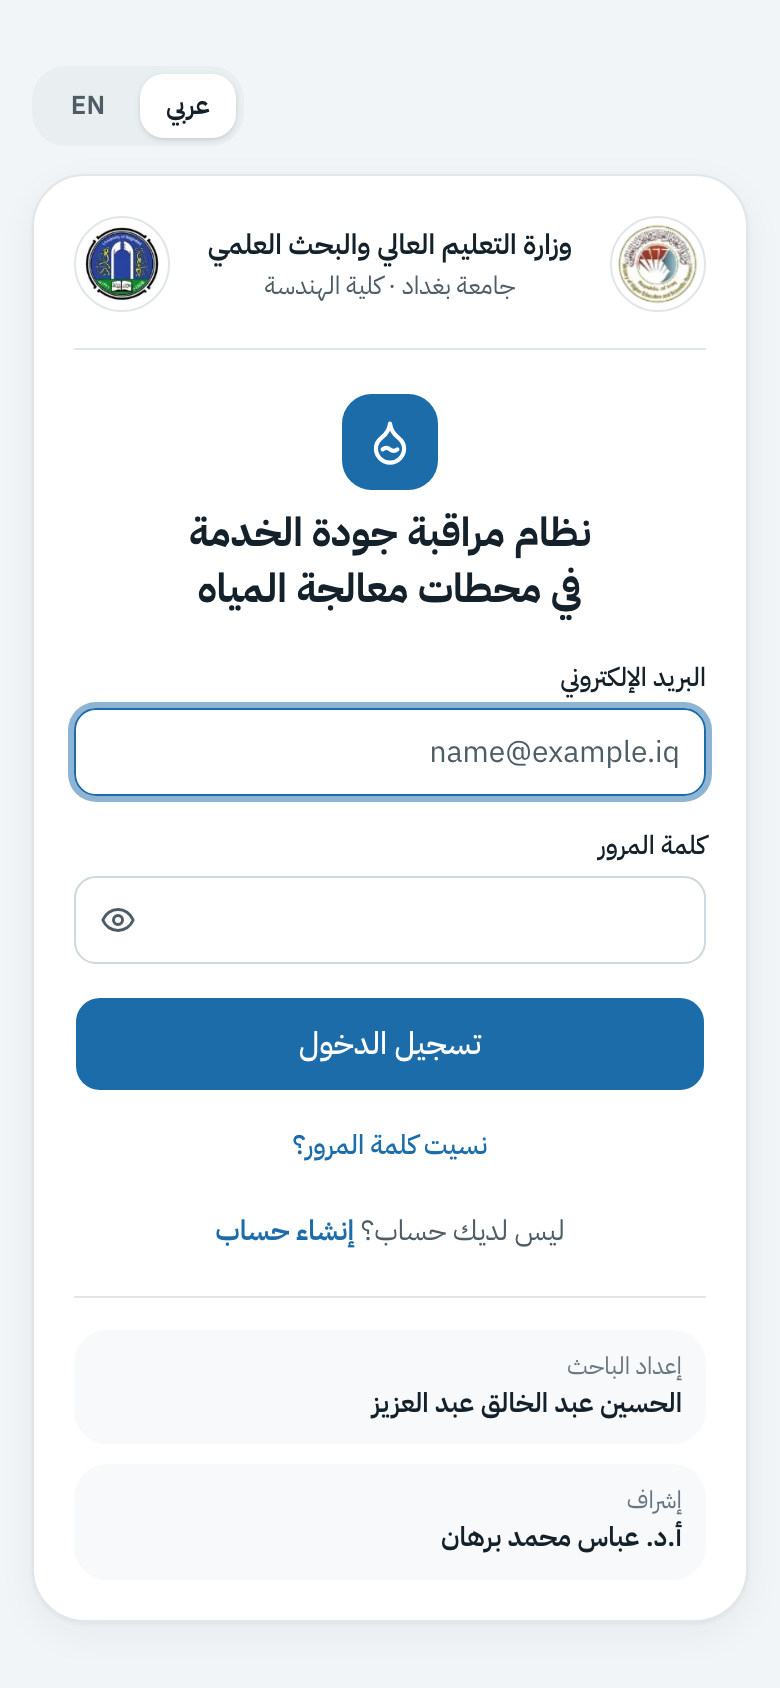 عربي
EN
وزارة التعليم العالي والبحث العلمي
جامعة بغداد · كلية الهندسة
نظام مراقبة جودة الخدمة
في محطات معالجة المياه
البريد الإلكتروني
name@example.iq
كلمة المرور
تسجيل الدخول
نسيت كلمة المرور؟
ليس لديك حساب؟ إنشاء حساب
إعداد الباحث
الحسين عبد الخالق عبد العزيز
إشراف
أ.د. عباس محمد برهان